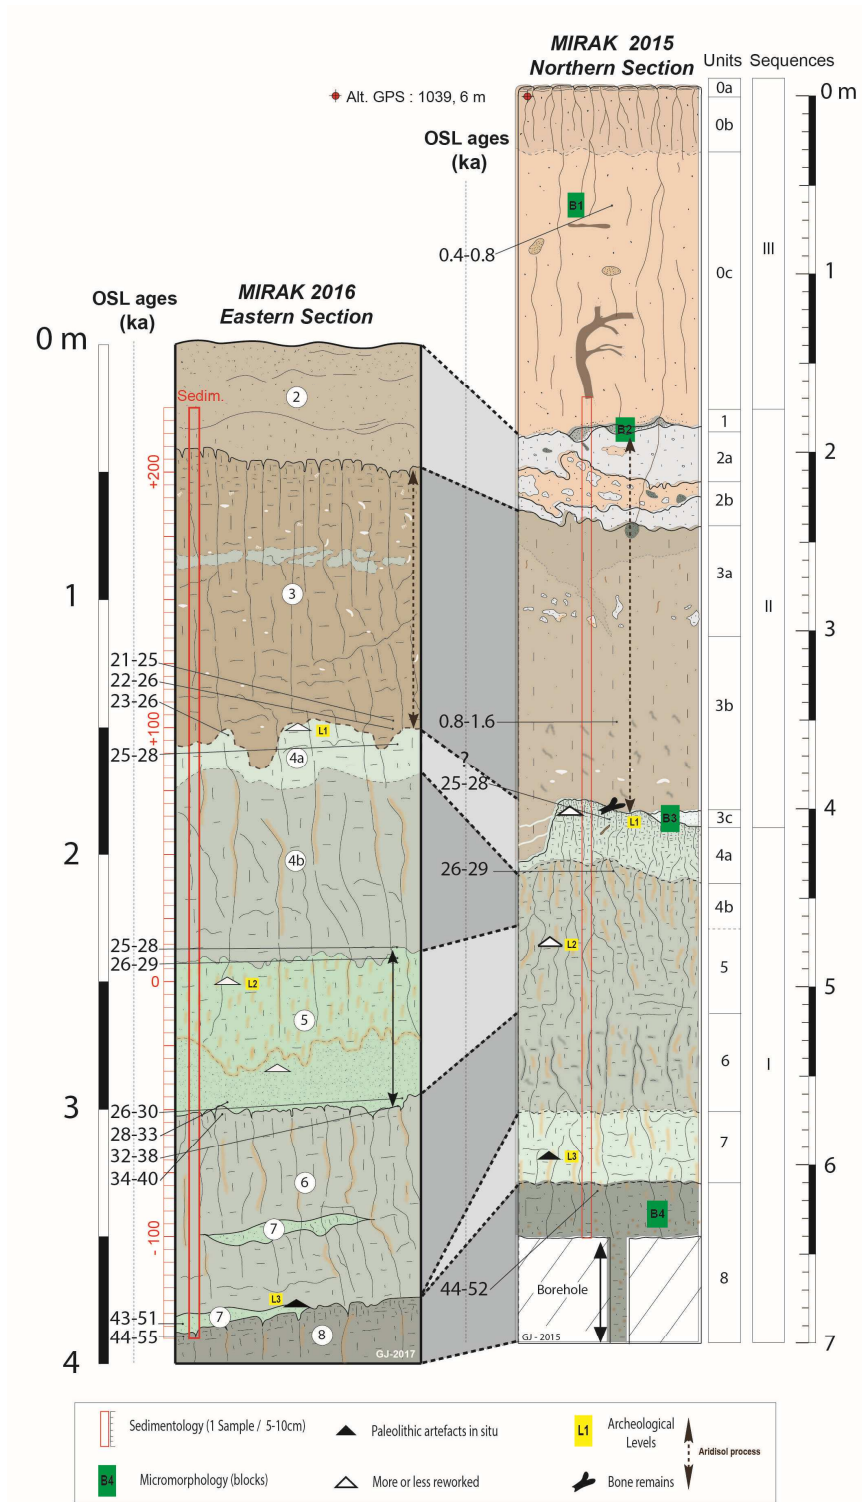 MIRAK 2015
Northern Section
Units
Sequences
Alt. GPS : 1039, 6 m
OSL ages
(ka)
0 m
0a
0b
B1
0.4-0.8
0c
III
1
OSL ages
(ka)
MIRAK 2016
Eastern Section
0 m
2
Sedim.
+200
1
B2
2
2a
2b
3a
3
1
3
II
21-25
22-26
23-26
+100
L1
25-28
4a
3b
0.8-1.6
?
25-28
L1
B3
3c
4
4a
26-29
4b
2
4b
25-28
26-29
0
L2
5
L2
5
5
6
I
3
26-30
28-33
32-38
34-40
6
-100
7
L3
7
6
B4
44-52
43-51
44-55
L3
7
8
4
GJ-2017
Borehole
GJ - 2015
8
7
Sedimentology (1 Sample / 5-10cm)
Paleolithic artefacts in situ
L1
Archeological
Levels
Aridisol process
B4
Micromorphology (blocks)
More or less reworked
Bone remains